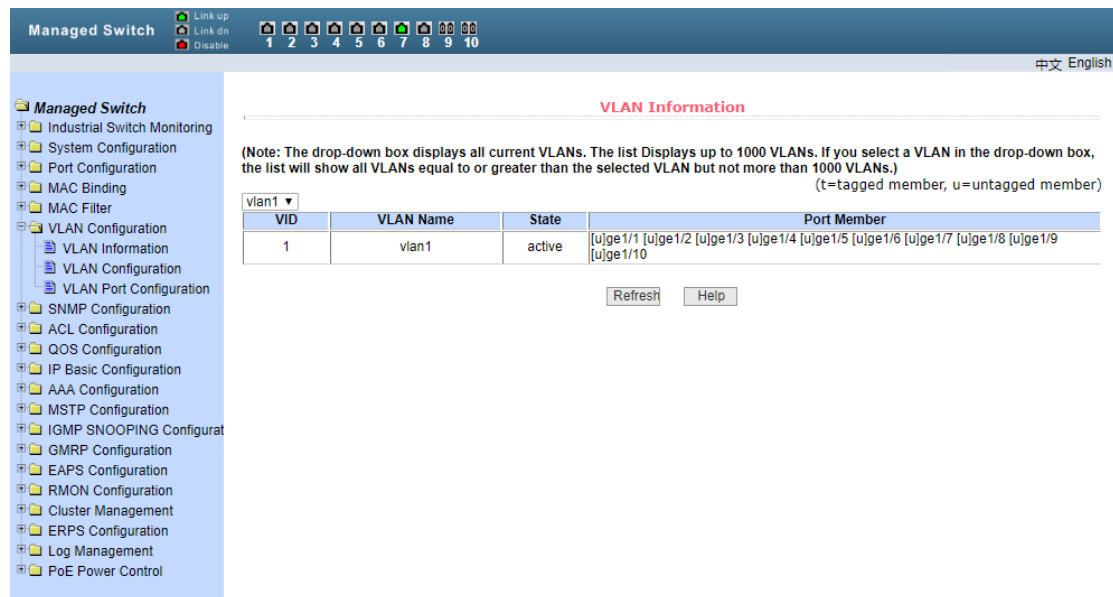 Managed Switch
Link up
Link dn
Disable
1 2 3 4 5 6 7 8 9 10
中文 English
Managed Switch
Industrial Switch Monitoring
System Configuration
Port Configuration
MAC Binding
MAC Filter
VLAN Configuration
VLAN Information
VLAN Configuration
VLAN Port Configuration
SNMP Configuration
ACL Configuration
QOS Configuration
IP Basic Configuration
AAA Configuration
MSTP Configuration
IGMP SNOOPING Configurat
GMRP Configuration
EAPS Configuration
RMON Configuration
Cluster Management
ERPS Configuration
Log Management
PoE Power Control
VLAN Information
(Note: The drop-down box displays all current VLANs. The list Displays up to 1000 VLANs. If you select a VLAN in the drop-down box,
the list will show all VLANs equal to or greater than the selected VLAN but not more than 1000 VLANs.)
(t=tagged member, u=untagged member)
vlan1
VID VLAN Name State Port Member
1 vlan1 active [u]ge1/1 [u]ge1/2 [u]ge1/3 [u]ge1/4 [u]ge1/5 [u]ge1/6 [u]ge1/7 [u]ge1/8 [u]ge1/9
[u]ge1/10
Refresh Help